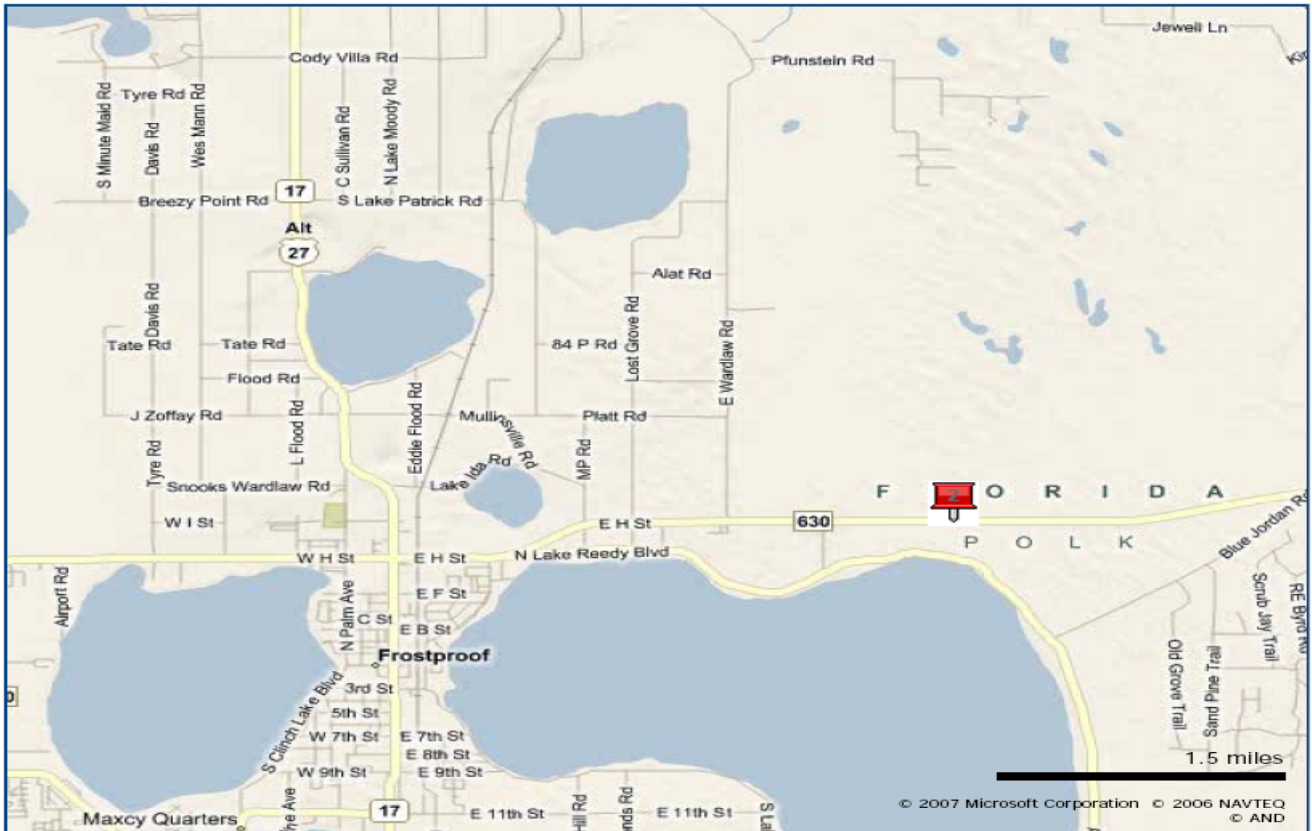 Jewell Ln
Cody Villa Rd
Pfunstein Rd
S Minute Maid Rd
Tyre Rd
Davis Rd
Wes Mann Rd
C Sullivan Rd
N Lake Moody Rd
Breezy Point Rd
17
S Lake Patrick Rd
Alt
27
Alat Rd
Davis Rd
Tate Rd
Tate Rd
84 P Rd
Lost Grove Rd
E Wardlaw Rd
Flood Rd
J Zoffay Rd
L Flood Rd
Eddie Flood Rd
Mullinsville Rd
Platt Rd
Tyre Rd
MP Rd
Snooks Wardlaw Rd
Lake Ida Rd
W I St
E H St
630
2
F L O R I D A
P O L K
Blue Jordan Rd
W H St
E H St
N Lake Reedy Blvd
Airport Rd
N Palm Ave
E F St
C St
E B St
Frostproof
Scrub Jay Trail
RE Byrd Rd
Old Grove Trail
Sand Pine Trail
S Clinch Lake Blvd
3rd St
5th St
W 7th St
E 7th St
E 8th St
W 9th St
E 9th St
1.5 miles
17
Maxcy Quarters
E 11th St
E 11th St
© 2007 Microsoft Corporation © 2006 NAVTEQ
© AND